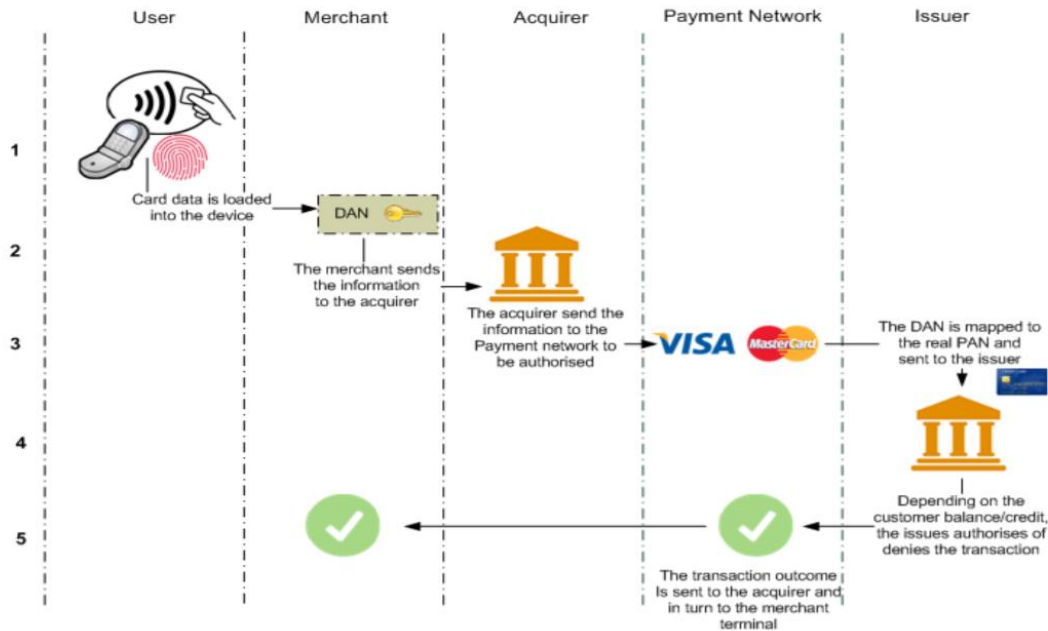 User
Merchant
Acquirer
Payment Network
Issuer
1
Card data is loaded
into the device
DAN
2
The merchant sends
the information
to the acquirer
The acquirer send the
information to the
Payment network to
be authorised
3
VISA
MasterCard
The DAN is mapped to
the real PAN and
sent to the issuer
4
Depending on the
customer balance/credit,
the issues authorises of
denies the transaction
5
The transaction outcome
Is sent to the acquirer and
in turn to the merchant
terminal